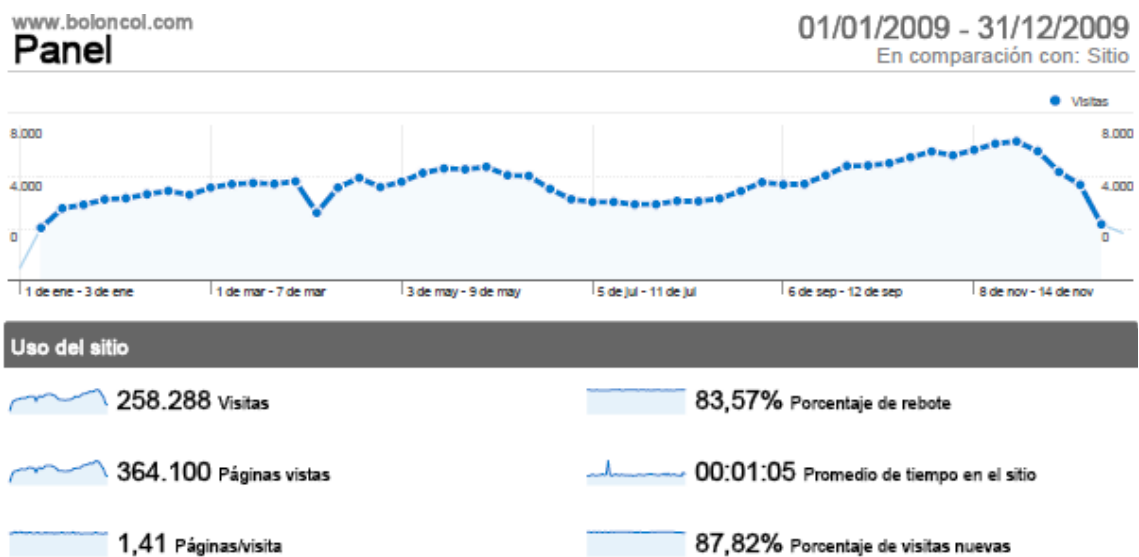 www.boloncol.com
Panel
01/01/2009 - 31/12/2009
En comparación con: Sitio
Visitas
8.000
8.000
4.000
4.000
0
0
1 de ene - 3 de ene
1 de mar - 7 de mar
3 de may - 9 de may
5 de jul - 11 de jul
6 de sep - 12 de sep
8 de nov - 14 de nov
Uso del sitio
258.288 Visitas
83,57% Porcentaje de rebote
364.100 Páginas vistas
00:01:05 Promedio de tiempo en el sitio
1,41 Páginas/visita
87,82% Porcentaje de visitas nuevas